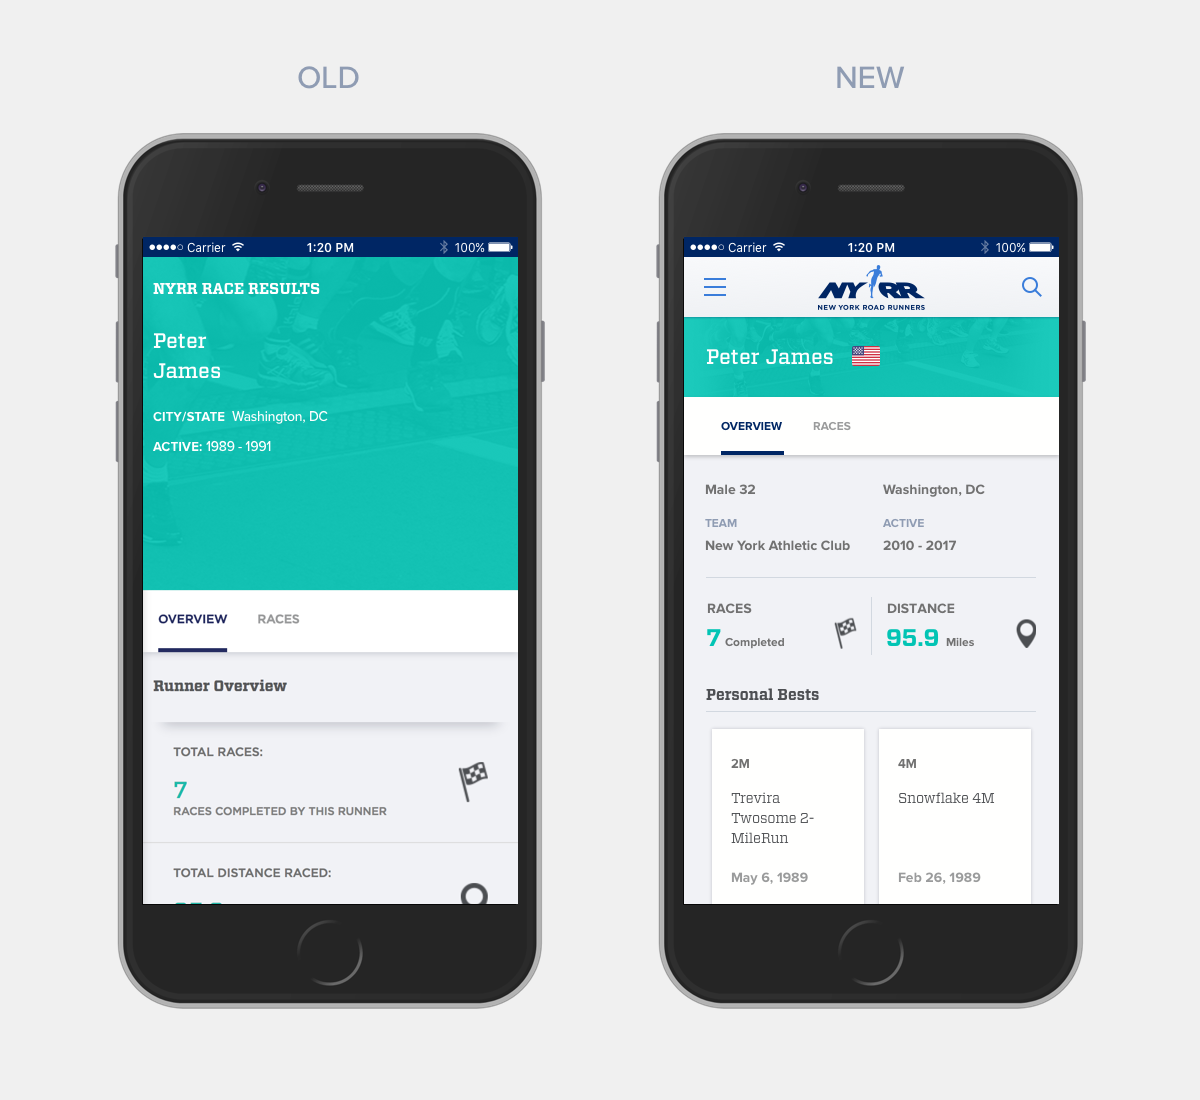 OLD
NEW
Carrier
1:20 PM
100%
NYRR RACE RESULTS
Peter
James
CITY/STATE Washington, DC
ACTIVE: 1989 - 1991
OVERVIEW
RACES
Runner Overview
TOTAL RACES:
7
RACES COMPLETED BY THIS RUNNER
TOTAL DISTANCE RACED:
Carrier
1:20 PM
100%
NYRR
NEW YORK ROAD RUNNERS
Peter James
OVERVIEW
RACES
Male 32
Washington, DC
TEAM
ACTIVE
New York Athletic Club
2010 - 2017
RACES
DISTANCE
7 Completed
95.9 Miles
Personal Bests
2M
4M
Trevira
Twosome 2-
MileRun
Snowflake 4M
May 6, 1989
Feb 26, 1989